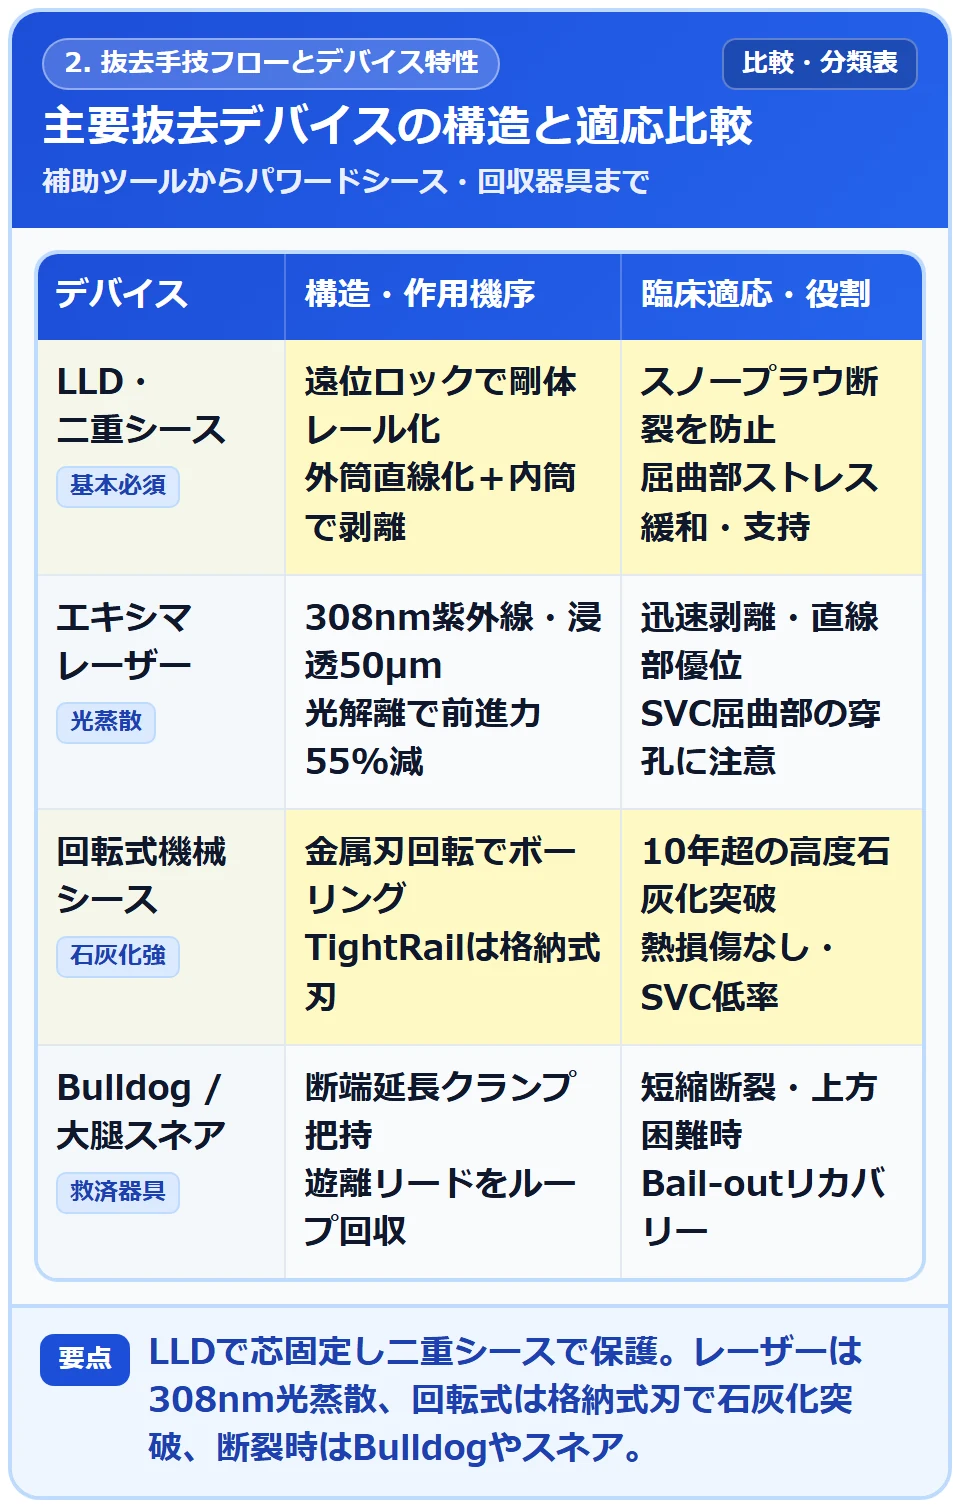 2. 抜去手技フローとデバイス特性
比較・分類表
主要抜去デバイスの構造と適応比較
補助ツールからパワードシース・回収器具まで
デバイス
構造・作用機序
臨床適応・役割
LLD・
二重シース
基本必須
遠位ロックで剛体
レール化
外筒直線化＋内筒
で剥離
スノープラウ断
裂を防止
屈曲部ストレス
緩和・支持
エキシマ
レーザー
光蒸散
308nm紫外線・浸
透50μm
光解離で前進力
55%減
迅速剥離・直線
部優位
SVC屈曲部の穿
孔に注意
回転式機械
シース
石灰化強
金属刃回転でボー
リング
TightRailは格納式
刃
10年超の高度石
灰化突破
熱損傷なし・
SVC低率
Bulldog /
大腿スネア
救済器具
断端延長クランプ
把持
遊離リードをルー
プ回収
短縮断裂・上方
困難時
Bail-outリカバ
リー
要点
LLDで芯固定し二重シースで保護。レーザーは
308nm光蒸散、回転式は格納式刃で石灰化突
破、断裂時はBulldogやスネア。